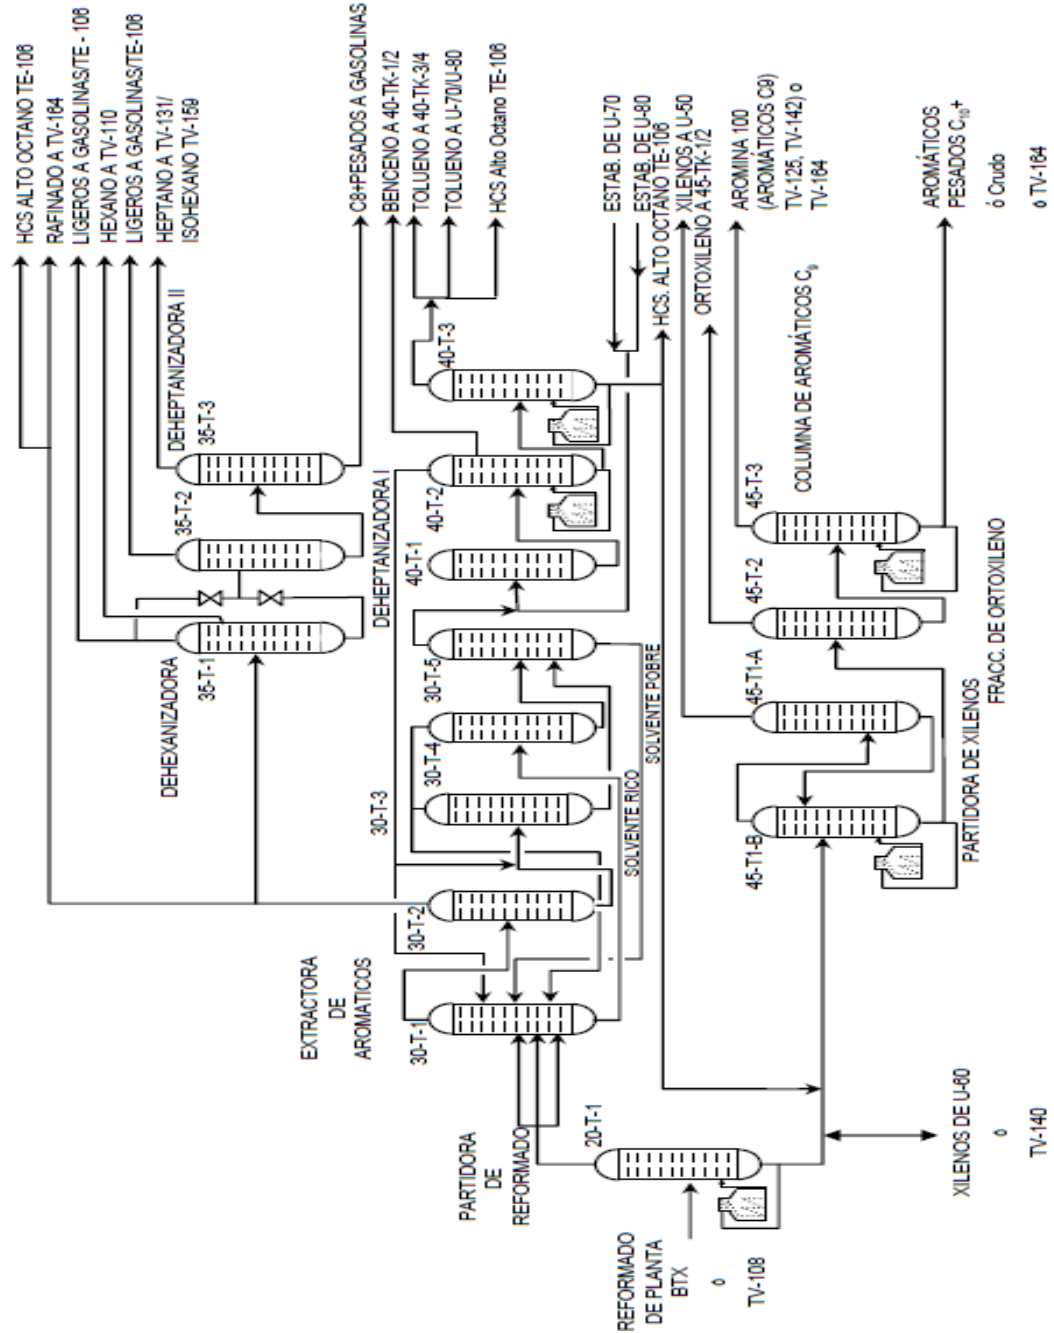 HCS ALTO OCTANO TE-106
RAFINADO A TV-164
LIGEROS A GASOLINAS/TE - 106
HEXANO A TV-110
LIGEROS A GASOLINAS/TE-106
HEPTANO A TV-131/
ISOHEXANO TV-159
DEHEPTANIZADORA II
35-T-3
35-T-2
DEHEXANIZADORA
35-T-1
C8+PESADOS A GASOLINAS
BENCENO A 40-TK-1/2
TOLUENO A 40-TK-3/4
TOLUENO A U-70/U-80
HCS Alto Octano TE-106
40-T-3
DEHEPTANIZADORA I
40-T-2
40-T-1
30-T-5
30-T-4
30-T-3
30-T-2
EXTRACTORA
DE
AROMATICOS
30-T-1
SOLVENTE RICO
SOLVENTE POBRE
ESTAB. DE U-70
ESTAB. DE U-80
HCS. ALTO OCTANO TE-106
XILENOS A U-50
ORTOXILENO A 45-TK-1/2
AROMINA 100
(AROMÁTICOS C9)
TV-125, TV-142) o
TV-164
COLUMNA DE AROMÁTICOS C9
45-T-3
45-T-2
45-T1-A
45-T1-B
PARTIDORA DE XILENOS
FRACC. DE ORTOXILENO
AROMÁTICOS
PESADOS C10+
ó Crudo
ó TV-164
PARTIDORA
DE
REFORMADO
20-T-1
REFORMADO
DE PLANTA
BTX
ó
TV-108
XILENOS DE U-60
ó
TV-140